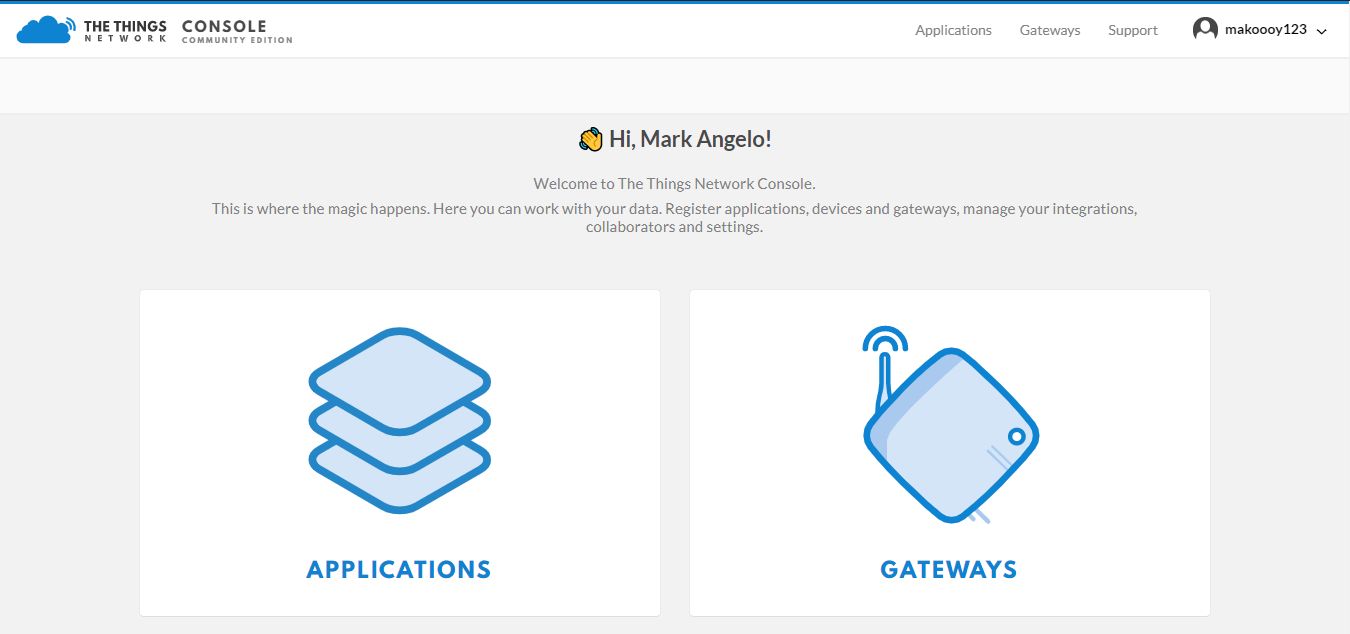 THE THINGS NETWORK CONSOLE COMMUNITY EDITION
Applications Gateways Support makoooy123
Hi, Mark Angelo!
Welcome to The Things Network Console.
This is where the magic happens. Here you can work with your data. Register applications, devices and gateways, manage your integrations,
collaborators and settings.
APPLICATIONS
GATEWAYS